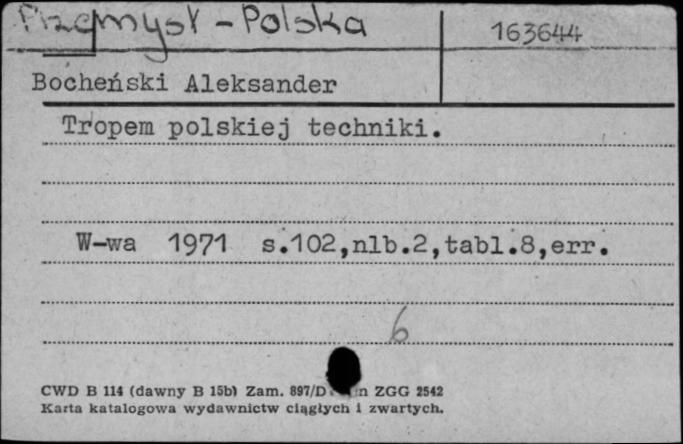 Przemysł - Polska
163644
Bocheński Aleksander
Tropem polskiej techniki.
W-wa 1971 s.102,nlb.2,tabl.8,err.
6
CWD B 114 (dawny B 15b) Zam. 897/D n ZGG 2542
Karta katalogowa wydawnictw ciągłych i zwartych.